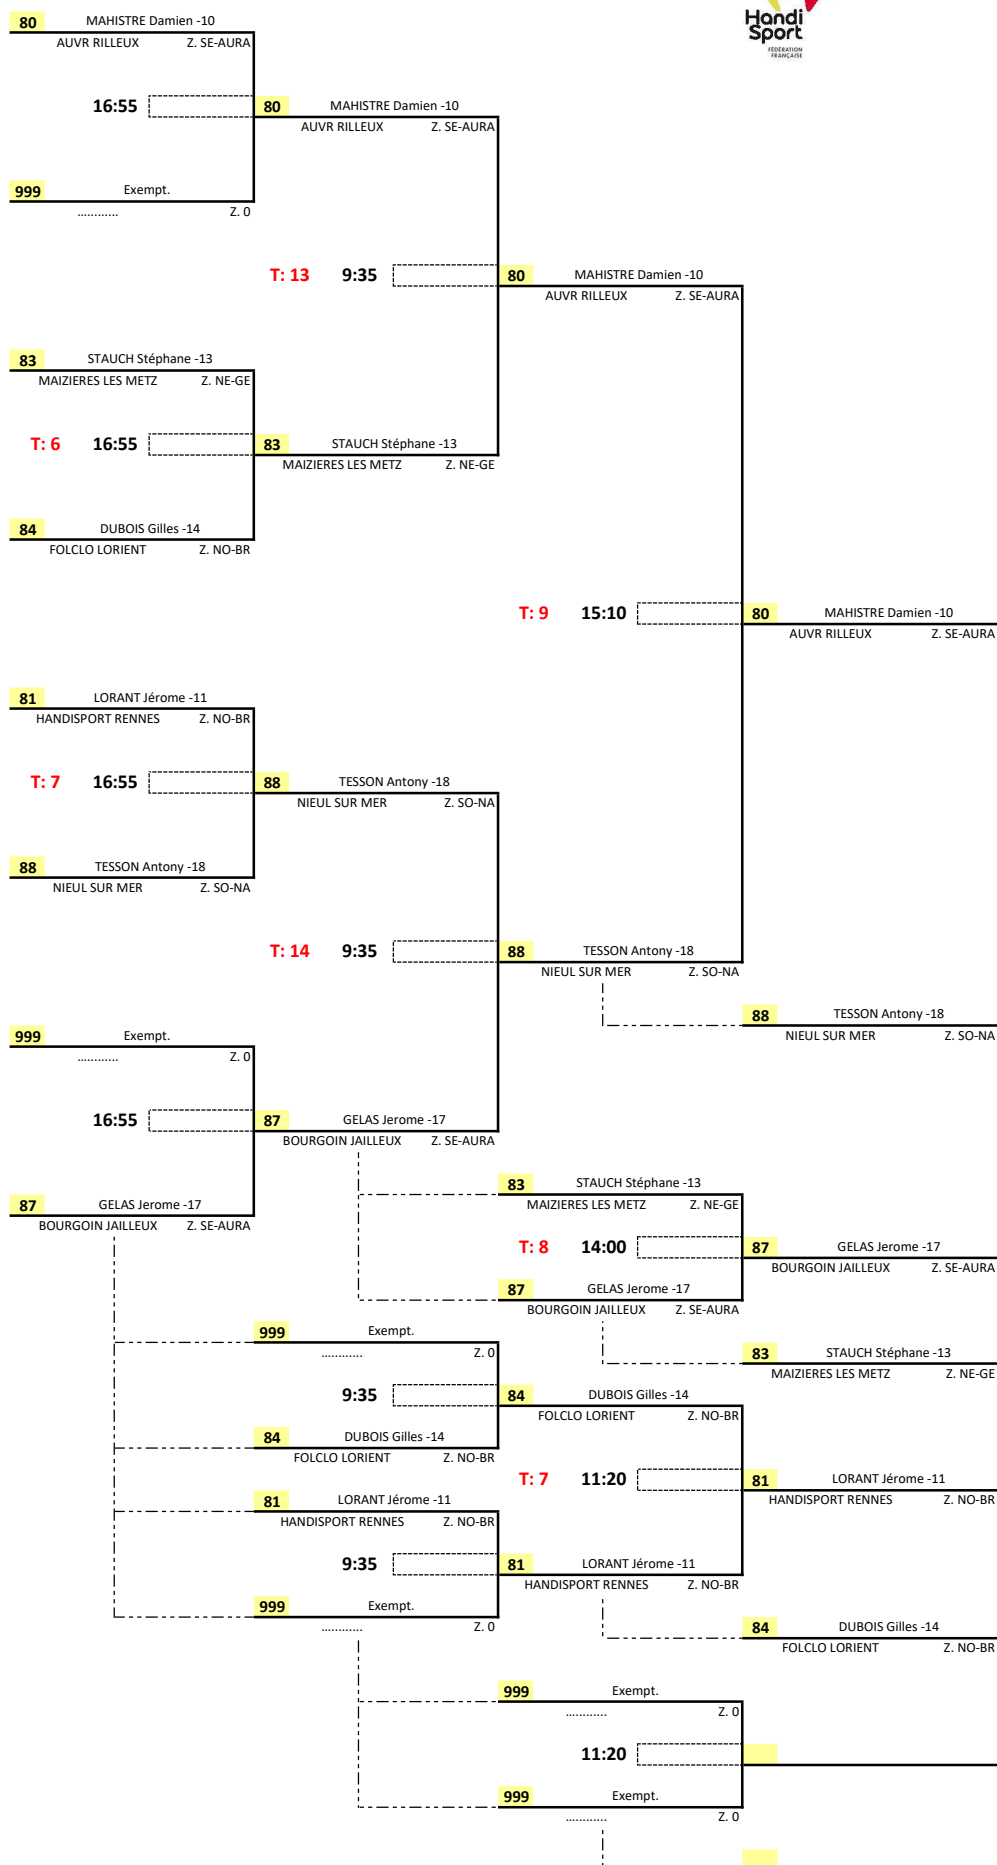 Handi
Sport
FÉDÉRATION
FRANÇAISE
80 MAHISTRE Damien -10
AUVR RILLEUX Z. SE-AURA
16:55 80 MAHISTRE Damien -10
AUVR RILLEUX Z. SE-AURA
999 Exempt.
............ Z. 0
T: 13 9:35 80 MAHISTRE Damien -10
AUVR RILLEUX Z. SE-AURA
83 STAUCH Stéphane -13
MAIZIERES LES METZ Z. NE-GE
T: 6 16:55 83 STAUCH Stéphane -13
MAIZIERES LES METZ Z. NE-GE
84 DUBOIS Gilles -14
FOLCLO LORIENT Z. NO-BR
T: 9 15:10 80 MAHISTRE Damien -10
AUVR RILLEUX Z. SE-AURA
81 LORANT Jérome -11
HANDISPORT RENNES Z. NO-BR
T: 7 16:55 88 TESSON Antony -18
NIEUL SUR MER Z. SO-NA
88 TESSON Antony -18
NIEUL SUR MER Z. SO-NA
T: 14 9:35 88 TESSON Antony -18
NIEUL SUR MER Z. SO-NA
88 TESSON Antony -18
NIEUL SUR MER Z. SO-NA
999 Exempt.
............ Z. 0
16:55 87 GELAS Jerome -17
BOURGOIN JAILLEUX Z. SE-AURA
83 STAUCH Stéphane -13
MAIZIERES LES METZ Z. NE-GE
87 GELAS Jerome -17
BOURGOIN JAILLEUX Z. SE-AURA
T: 8 14:00 87 GELAS Jerome -17
BOURGOIN JAILLEUX Z. SE-AURA
87 GELAS Jerome -17
BOURGOIN JAILLEUX Z. SE-AURA
999 Exempt.
............ Z. 0
83 STAUCH Stéphane -13
MAIZIERES LES METZ Z. NE-GE
9:35 84 DUBOIS Gilles -14
FOLCLO LORIENT Z. NO-BR
84 DUBOIS Gilles -14
FOLCLO LORIENT Z. NO-BR
T: 7 11:20 81 LORANT Jérome -11
HANDISPORT RENNES Z. NO-BR
81 LORANT Jérome -11
HANDISPORT RENNES Z. NO-BR
9:35 81 LORANT Jérome -11
HANDISPORT RENNES Z. NO-BR
999 Exempt.
............ Z. 0
84 DUBOIS Gilles -14
FOLCLO LORIENT Z. NO-BR
999 Exempt.
............ Z. 0
11:20
999 Exempt.
............ Z. 0